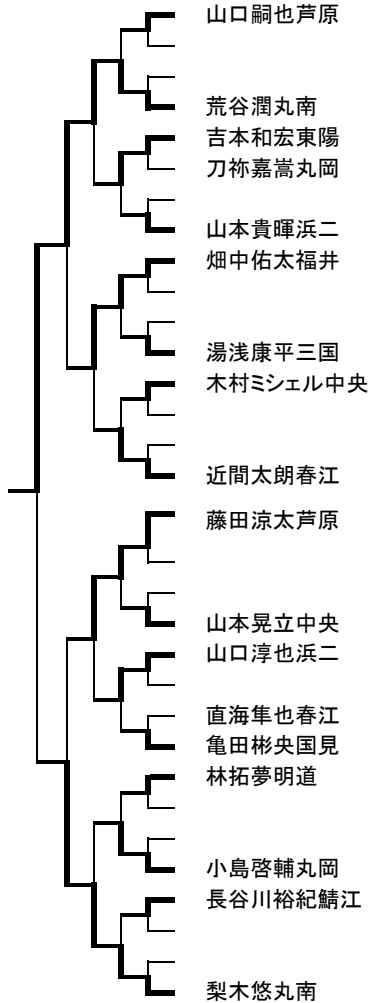 山口嗣也芦原
荒谷潤丸南
吉本和宏東陽
刀祢嘉嵩丸岡
山本貴暉浜二
畑中佑太福井
湯浅康平三国
木村ミシェル中央
近間太朗春江
藤田涼太芦原
山本晃立中央
山口淳也浜二
直海隼也春江
亀田彬央国見
林拓夢明道
小島啓輔丸岡
長谷川裕紀鯖江
梨木悠丸南